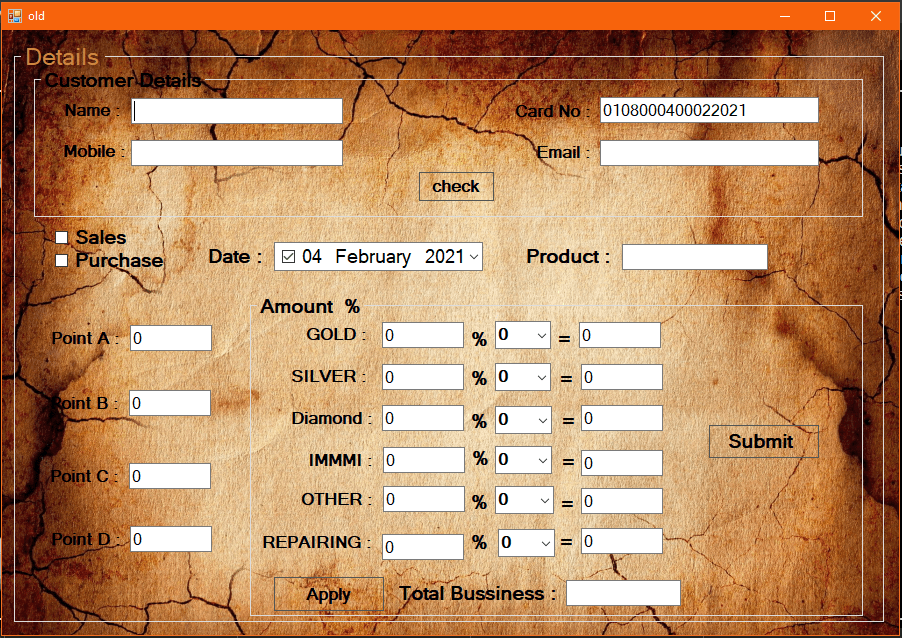 old
Details
Customer Details
Name : Card No : 0108000400022021
Mobile : Email :
check
Sales
Purchase
Date : 04 February 2021 Product :
Amount %
Point A : 0
GOLD : 0 % 0 = 0
SILVER : 0 % 0 = 0
Point B : 0
Diamond : 0 % 0 = 0
Submit
IMMMI : 0 % 0 = 0
Point C : 0
OTHER : 0 % 0 = 0
Point D : 0
REPAIRING : 0 % 0 = 0
Apply Total Bussiness :